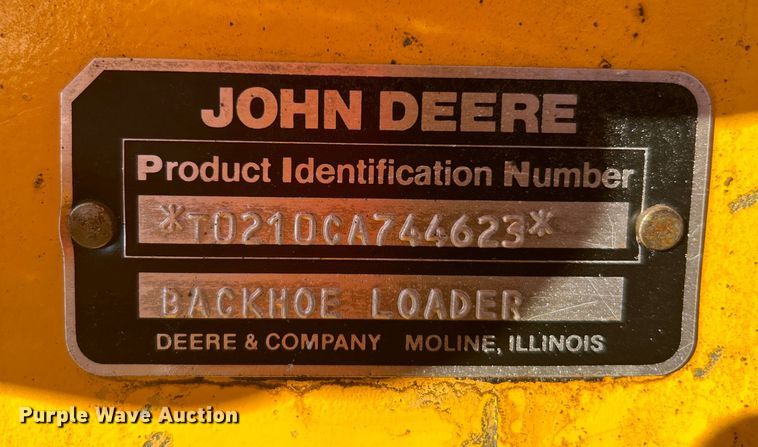 JOHN DEERE
Product Identification Number
*T0210CA744623*
BACKHOE LOADER
DEERE & COMPANY MOLINE, ILLINOIS
Purple Wave Auction